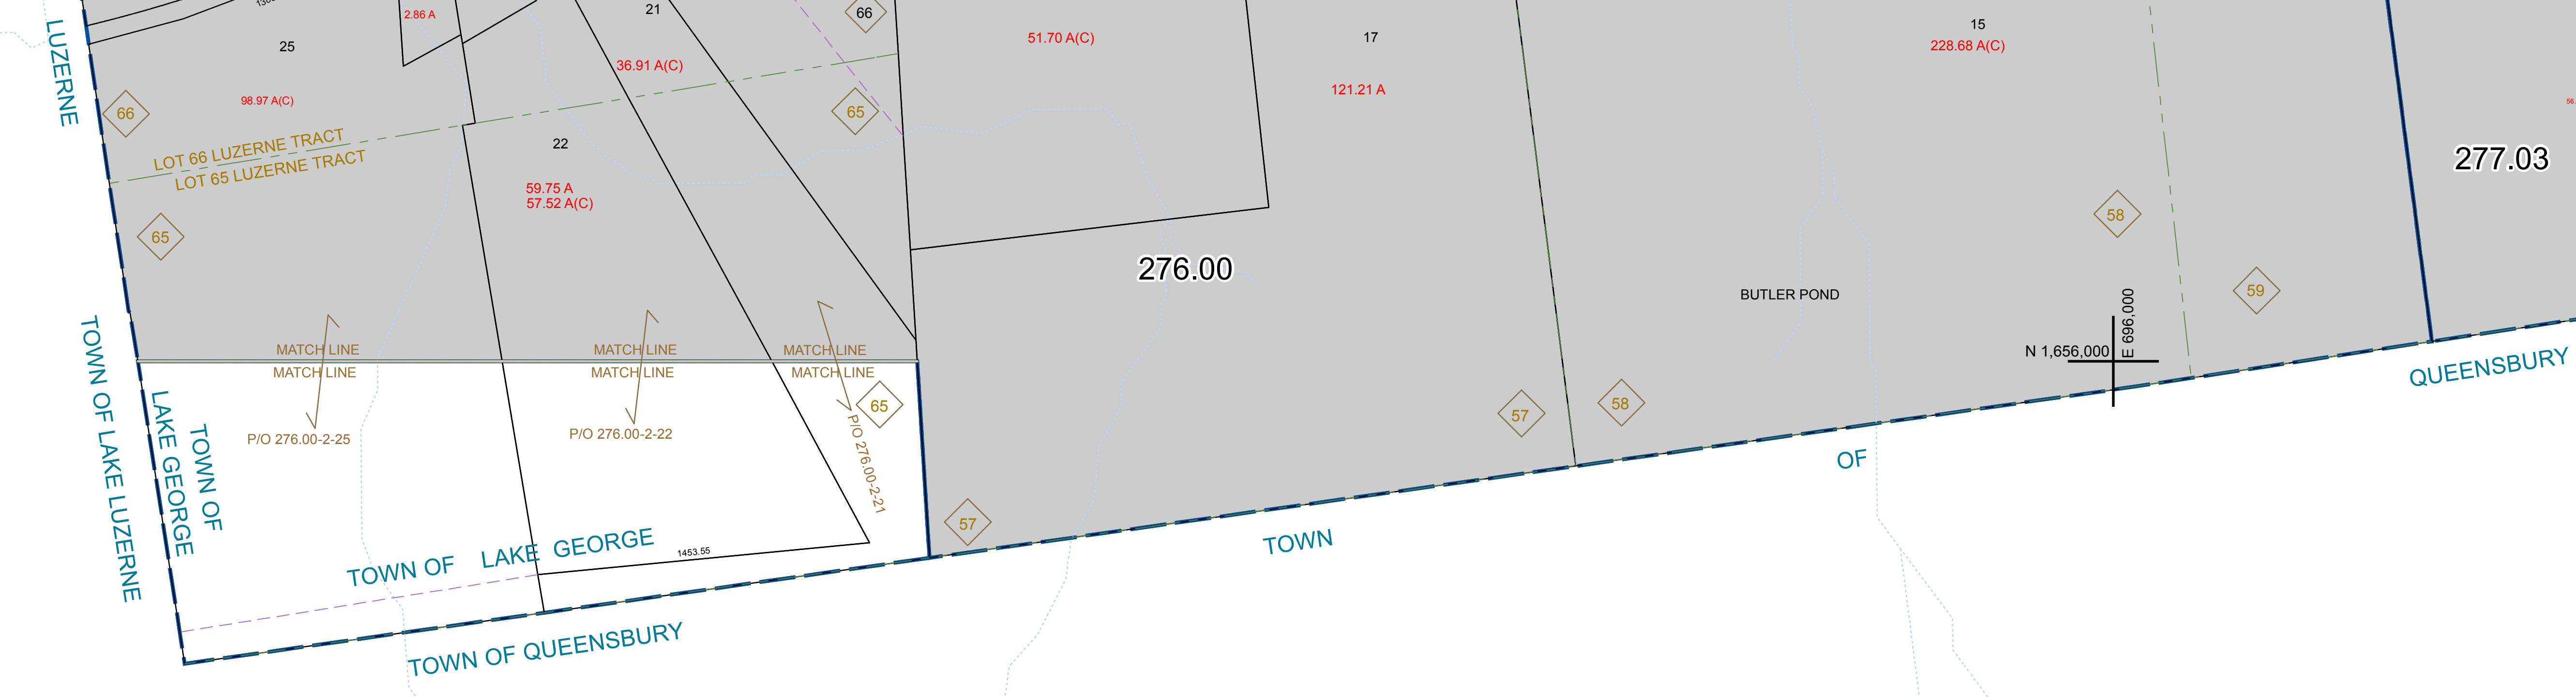 2.86 A
21
66
17
15
25
51.70 A(C)
228.68 A(C)
LUZERNE
36.91 A(C)
121.21 A
98.97 A(C)
66
65
LOT 66 LUZERNE TRACT
22
277.03
LOT 65 LUZERNE TRACT
59.75 A
57.52 A(C)
58
65
276.00
BUTLER POND
59
E 696,000
N 1,656,000
MATCH LINE
MATCH LINE
MATCH LINE
MATCH LINE
MATCH LINE
MATCH LINE
QUEENSBURY
65
57
58
P/O 276.00-2-25
P/O 276.00-2-22
P/O 276.00-2-21
TOWN OF LAKE LUZERNE
TOWN OF
LAKE GEORGE
OF
57
TOWN
TOWN OF LAKE GEORGE
1453.55
TOWN OF QUEENSBURY